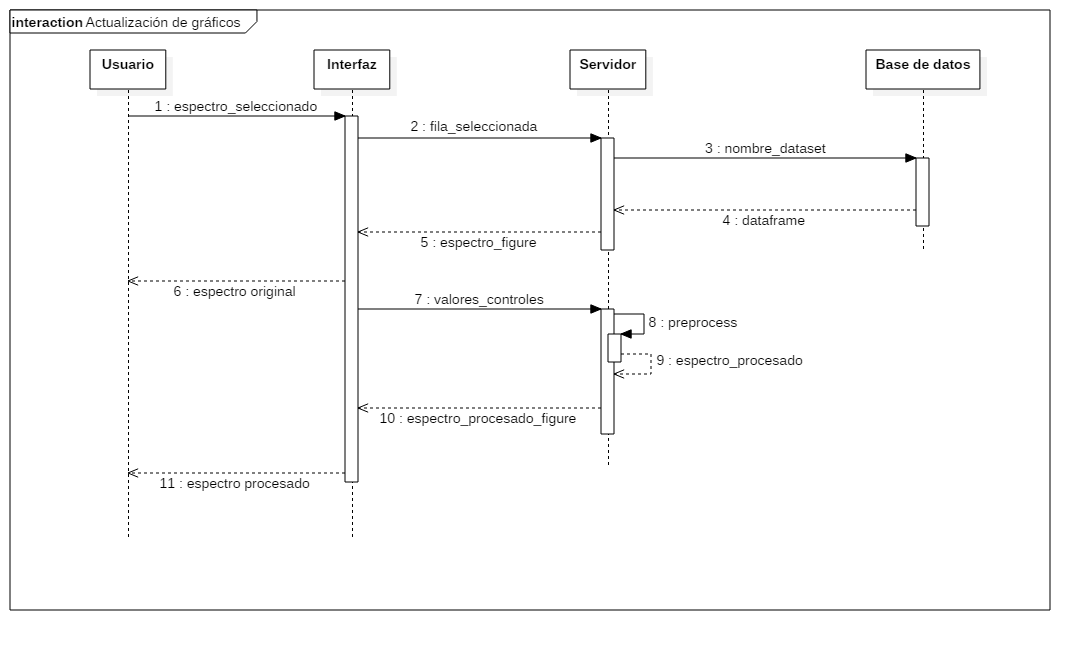 interaction Actualización de gráficos
Usuario
Interfaz
Servidor
Base de datos
1 : espectro_seleccionado
2 : fila_seleccionada
3 : nombre_dataset
4 : dataframe
5 : espectro_figure
6 : espectro original
7 : valores_controles
8 : preprocess
9 : espectro_procesado
10 : espectro_procesado_figure
11 : espectro procesado